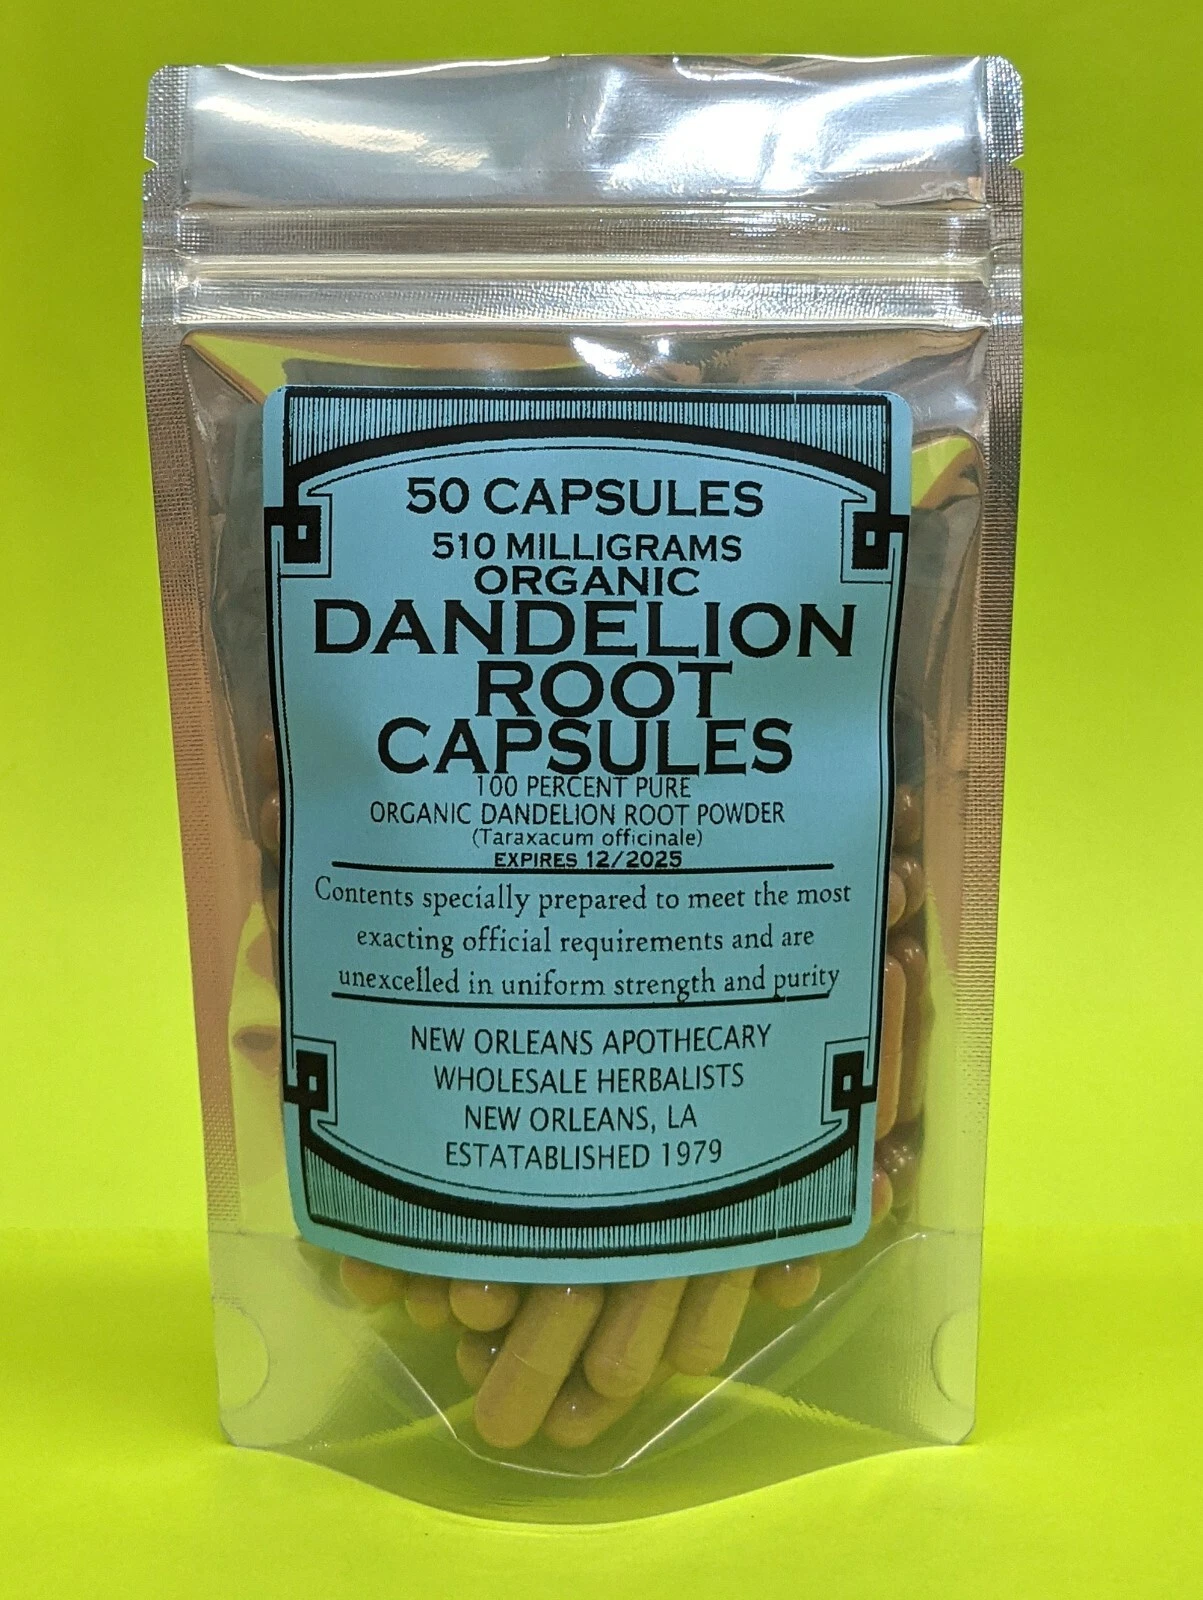 50 CAPSULES
510 MILLIGRAMS
ORGANIC
DANDELION
ROOT
CAPSULES
100 PERCENT PURE
ORGANIC DANDELION ROOT POWDER
(Taraxacum officinale)
EXPIRES 12/2025
Contents specially prepared to meet the most
exacting official requirements and are
unexcelled in uniform strength and purity
NEW ORLEANS APOTHECARY
WHOLESALE HERBALISTS
NEW ORLEANS, LA
ESTATABLISHED 1979